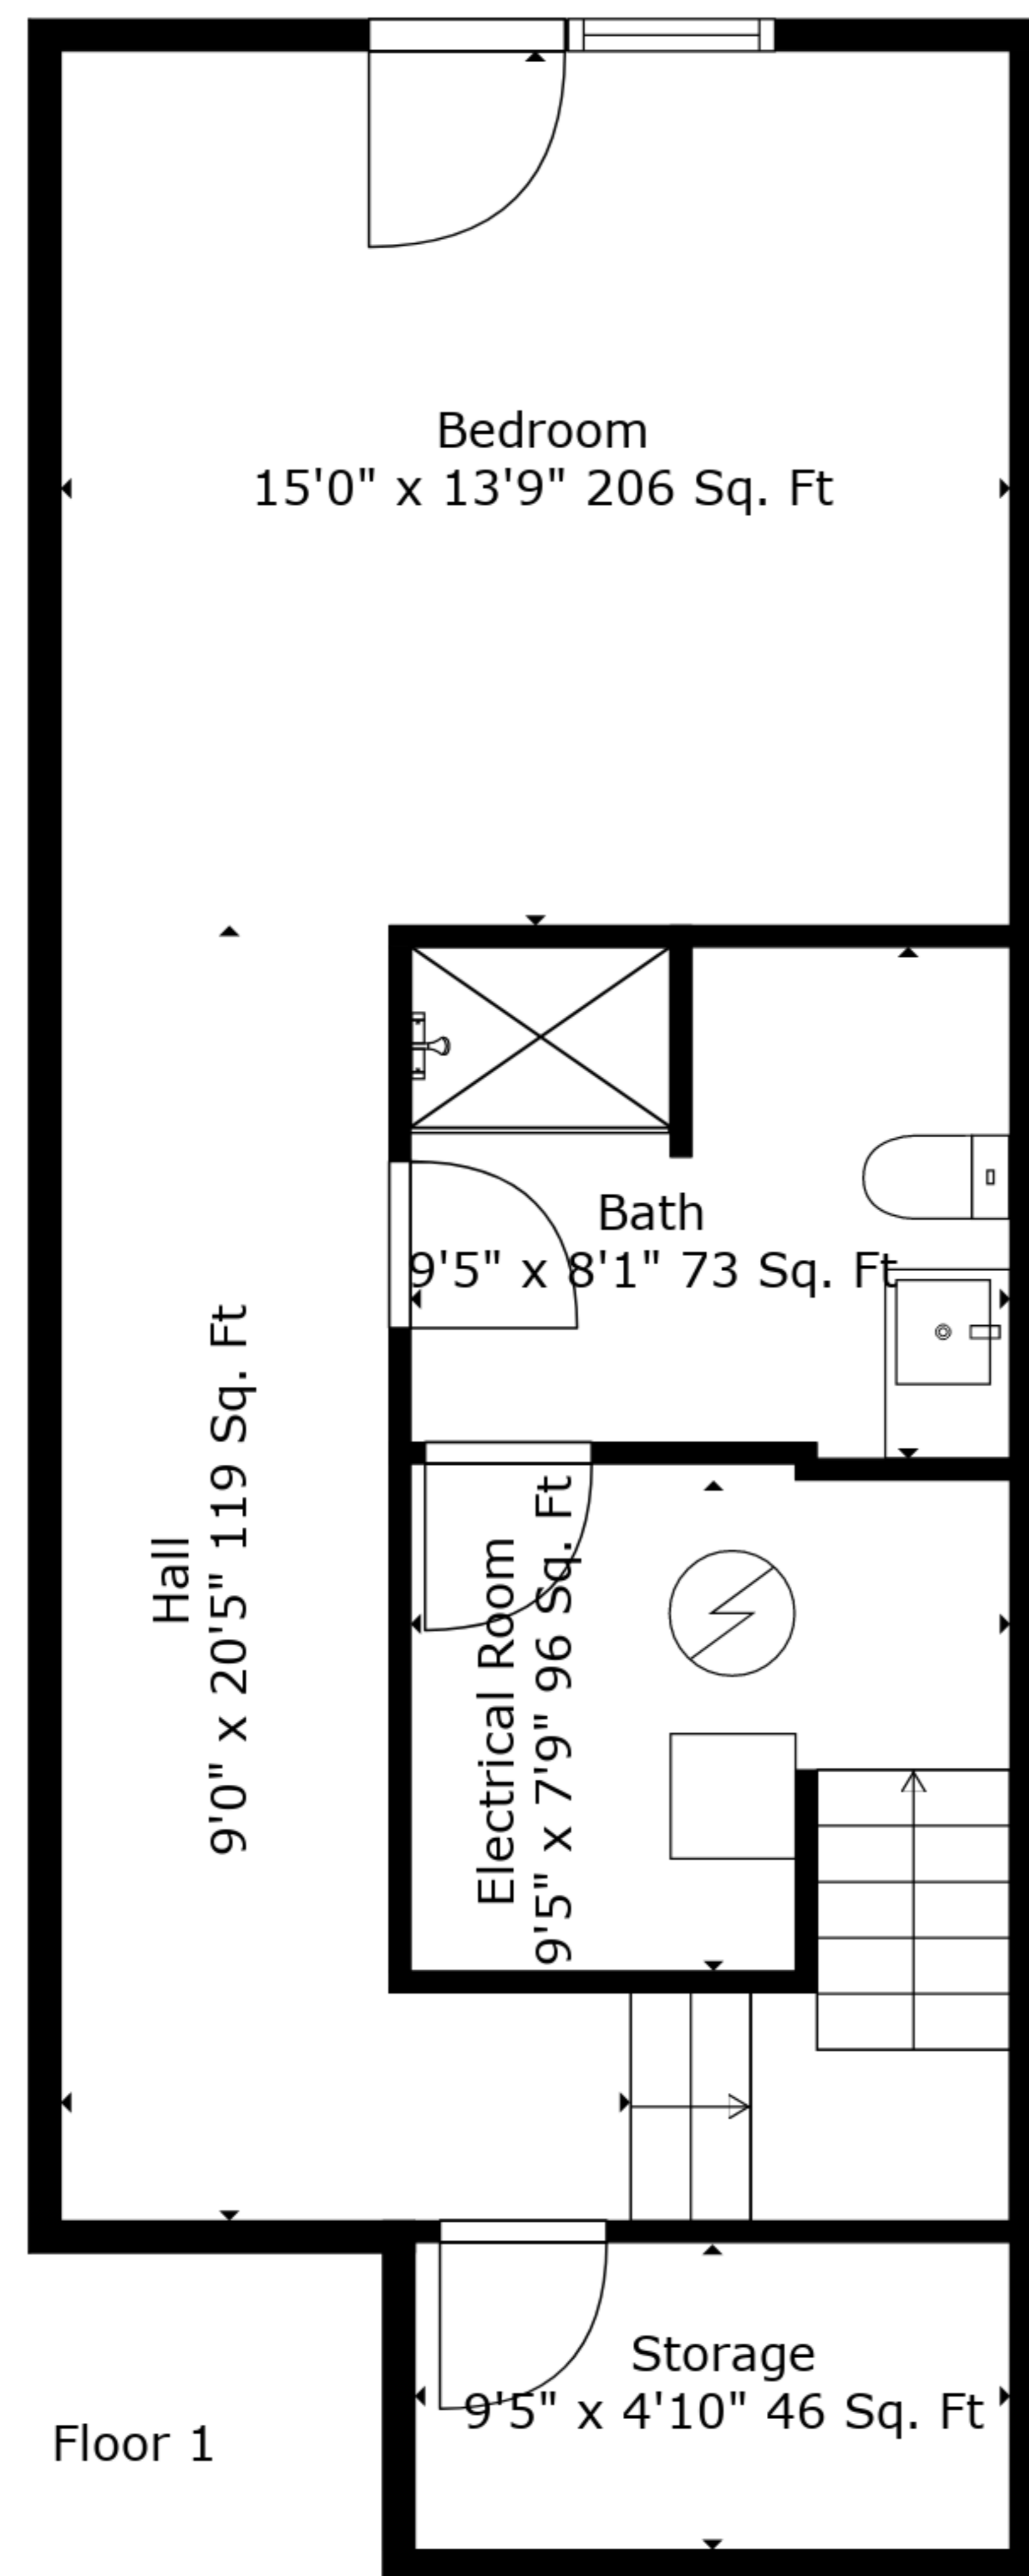 Bedroom
15'0" x 13'9" 206 Sq. Ft
Bath
9'5" x 8'1" 73 Sq. Ft
Hall
9'0" x 20'5" 119 Sq. Ft
Electrical Room
9'5" x 7'9" 96 Sq. Ft
Storage
9'5" x 4'10" 46 Sq. Ft
Floor 1